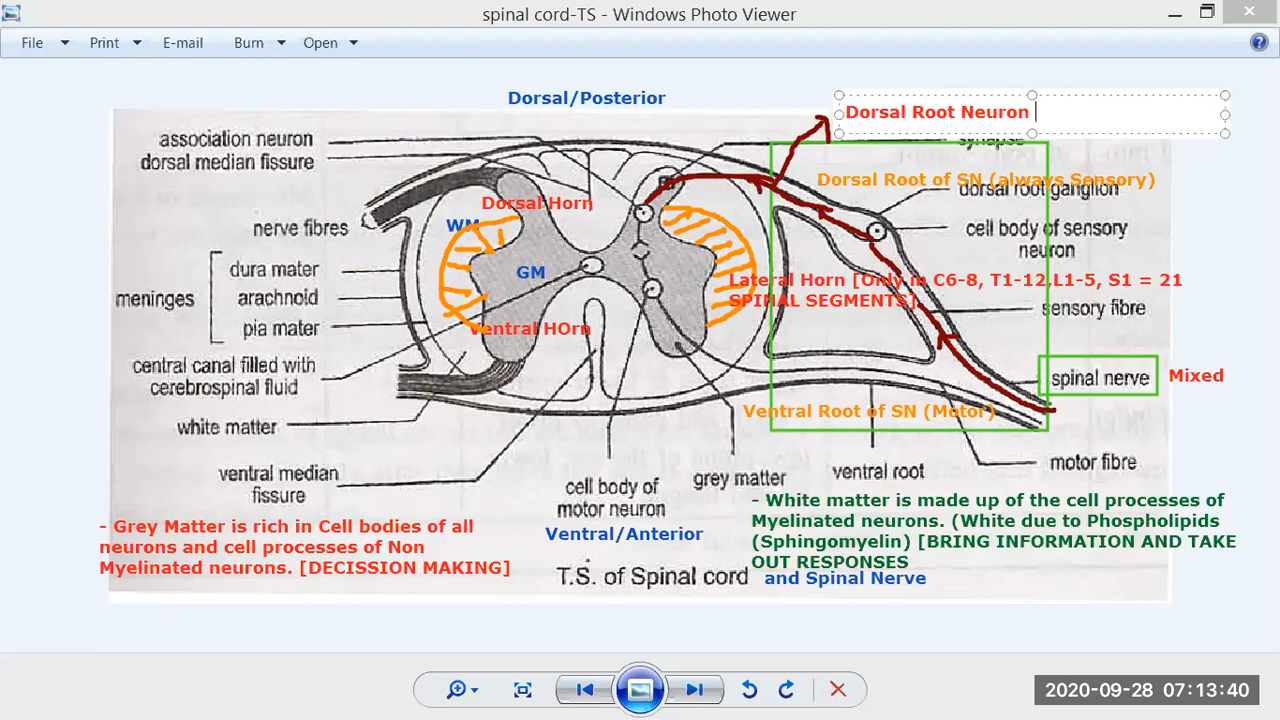 spinal cord-TS - Windows Photo Viewer
File Print E-mail Burn Open
Dorsal/Posterior
Dorsal Root Neuron
association neuron
synapse
dorsal median fissure
Dorsal Root of SN (always Sensory)
dorsal root ganglion
Dorsal Horn
WM
nerve fibres
cell body of sensory
neuron
dura mater
GM
meninges
arachnoid
Lateral Horn [Only in C6-8, T1-12,L1-5, S1 = 21
SPINAL SEGMENTS]
sensory fibre
pia mater
Ventral HOrn
central canal filled with
cerebrospinal fluid
spinal nerve
Mixed
white matter
Ventral Root of SN (Motor)
ventral median
fissure
cell body of
motor neuron
grey matter
ventral root
motor fibre
- Grey Matter is rich in Cell bodies of all
neurons and cell processes of Non
Myelinated neurons. [DECISSION MAKING]
Ventral/Anterior
- White matter is made up of the cell processes of
Myelinated neurons. (White due to Phospholipids
(Sphingomyelin) [BRING INFORMATION AND TAKE
OUT RESPONSES
T.S. of Spinal cord and Spinal Nerve
2020-09-28 07:13:40